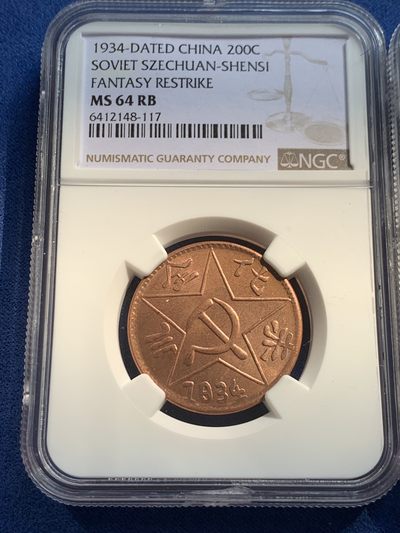 1934-DATED CHINA 200C
SOVIET SZECHUAN-SHENSI
FANTASY RESTRIKE
MS 64 RB
6412148-117
NUMISMATIC GUARANTY COMPANY NGC
1934